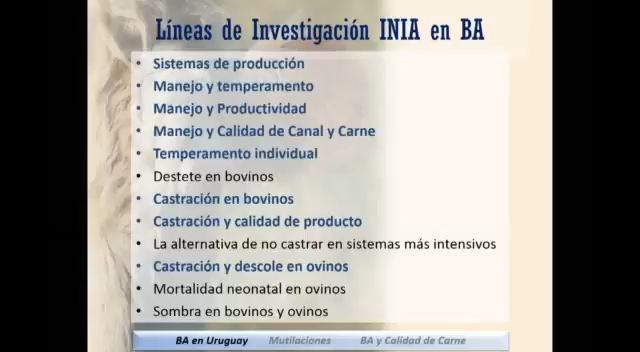 Líneas de Investigación INIA en BA
• Sistemas de producción
• Manejo y temperamento
• Manejo y Productividad
• Manejo y Calidad de Canal y Carne
• Temperamento individual
• Destete en bovinos
• Castración en bovinos
• Castración y calidad de producto
• La alternativa de no castrar en sistemas más intensivos
• Castración y descole en ovinos
• Mortalidad neonatal en ovinos
• Sombra en bovinos y ovinos
BA en Uruguay Mutilaciones BA y Calidad de Carne